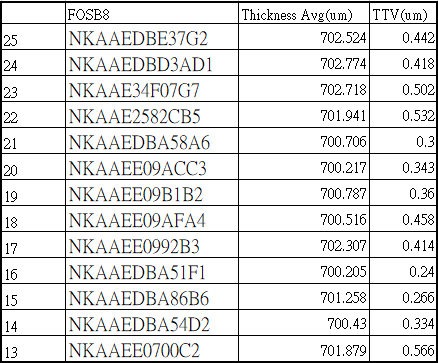 FOSB8 Thickness Avg(um) TTV(um)
25 NKAAEDBE37G2 702.524 0.442
24 NKAAEDBD3AD1 702.774 0.418
23 NKAAE34F07G7 702.718 0.502
22 NKAAE2582CB5 701.941 0.532
21 NKAAEDBA58A6 700.706 0.3
20 NKAAEE09ACC3 700.217 0.343
19 NKAAEE09B1B2 700.787 0.36
18 NKAAEE09AFA4 700.516 0.458
17 NKAAEE0992B3 702.307 0.414
16 NKAAEDBA51F1 700.205 0.24
15 NKAAEDBA86B6 701.258 0.266
14 NKAAEDBA54D2 700.43 0.334
13 NKAAEE0700C2 701.879 0.566